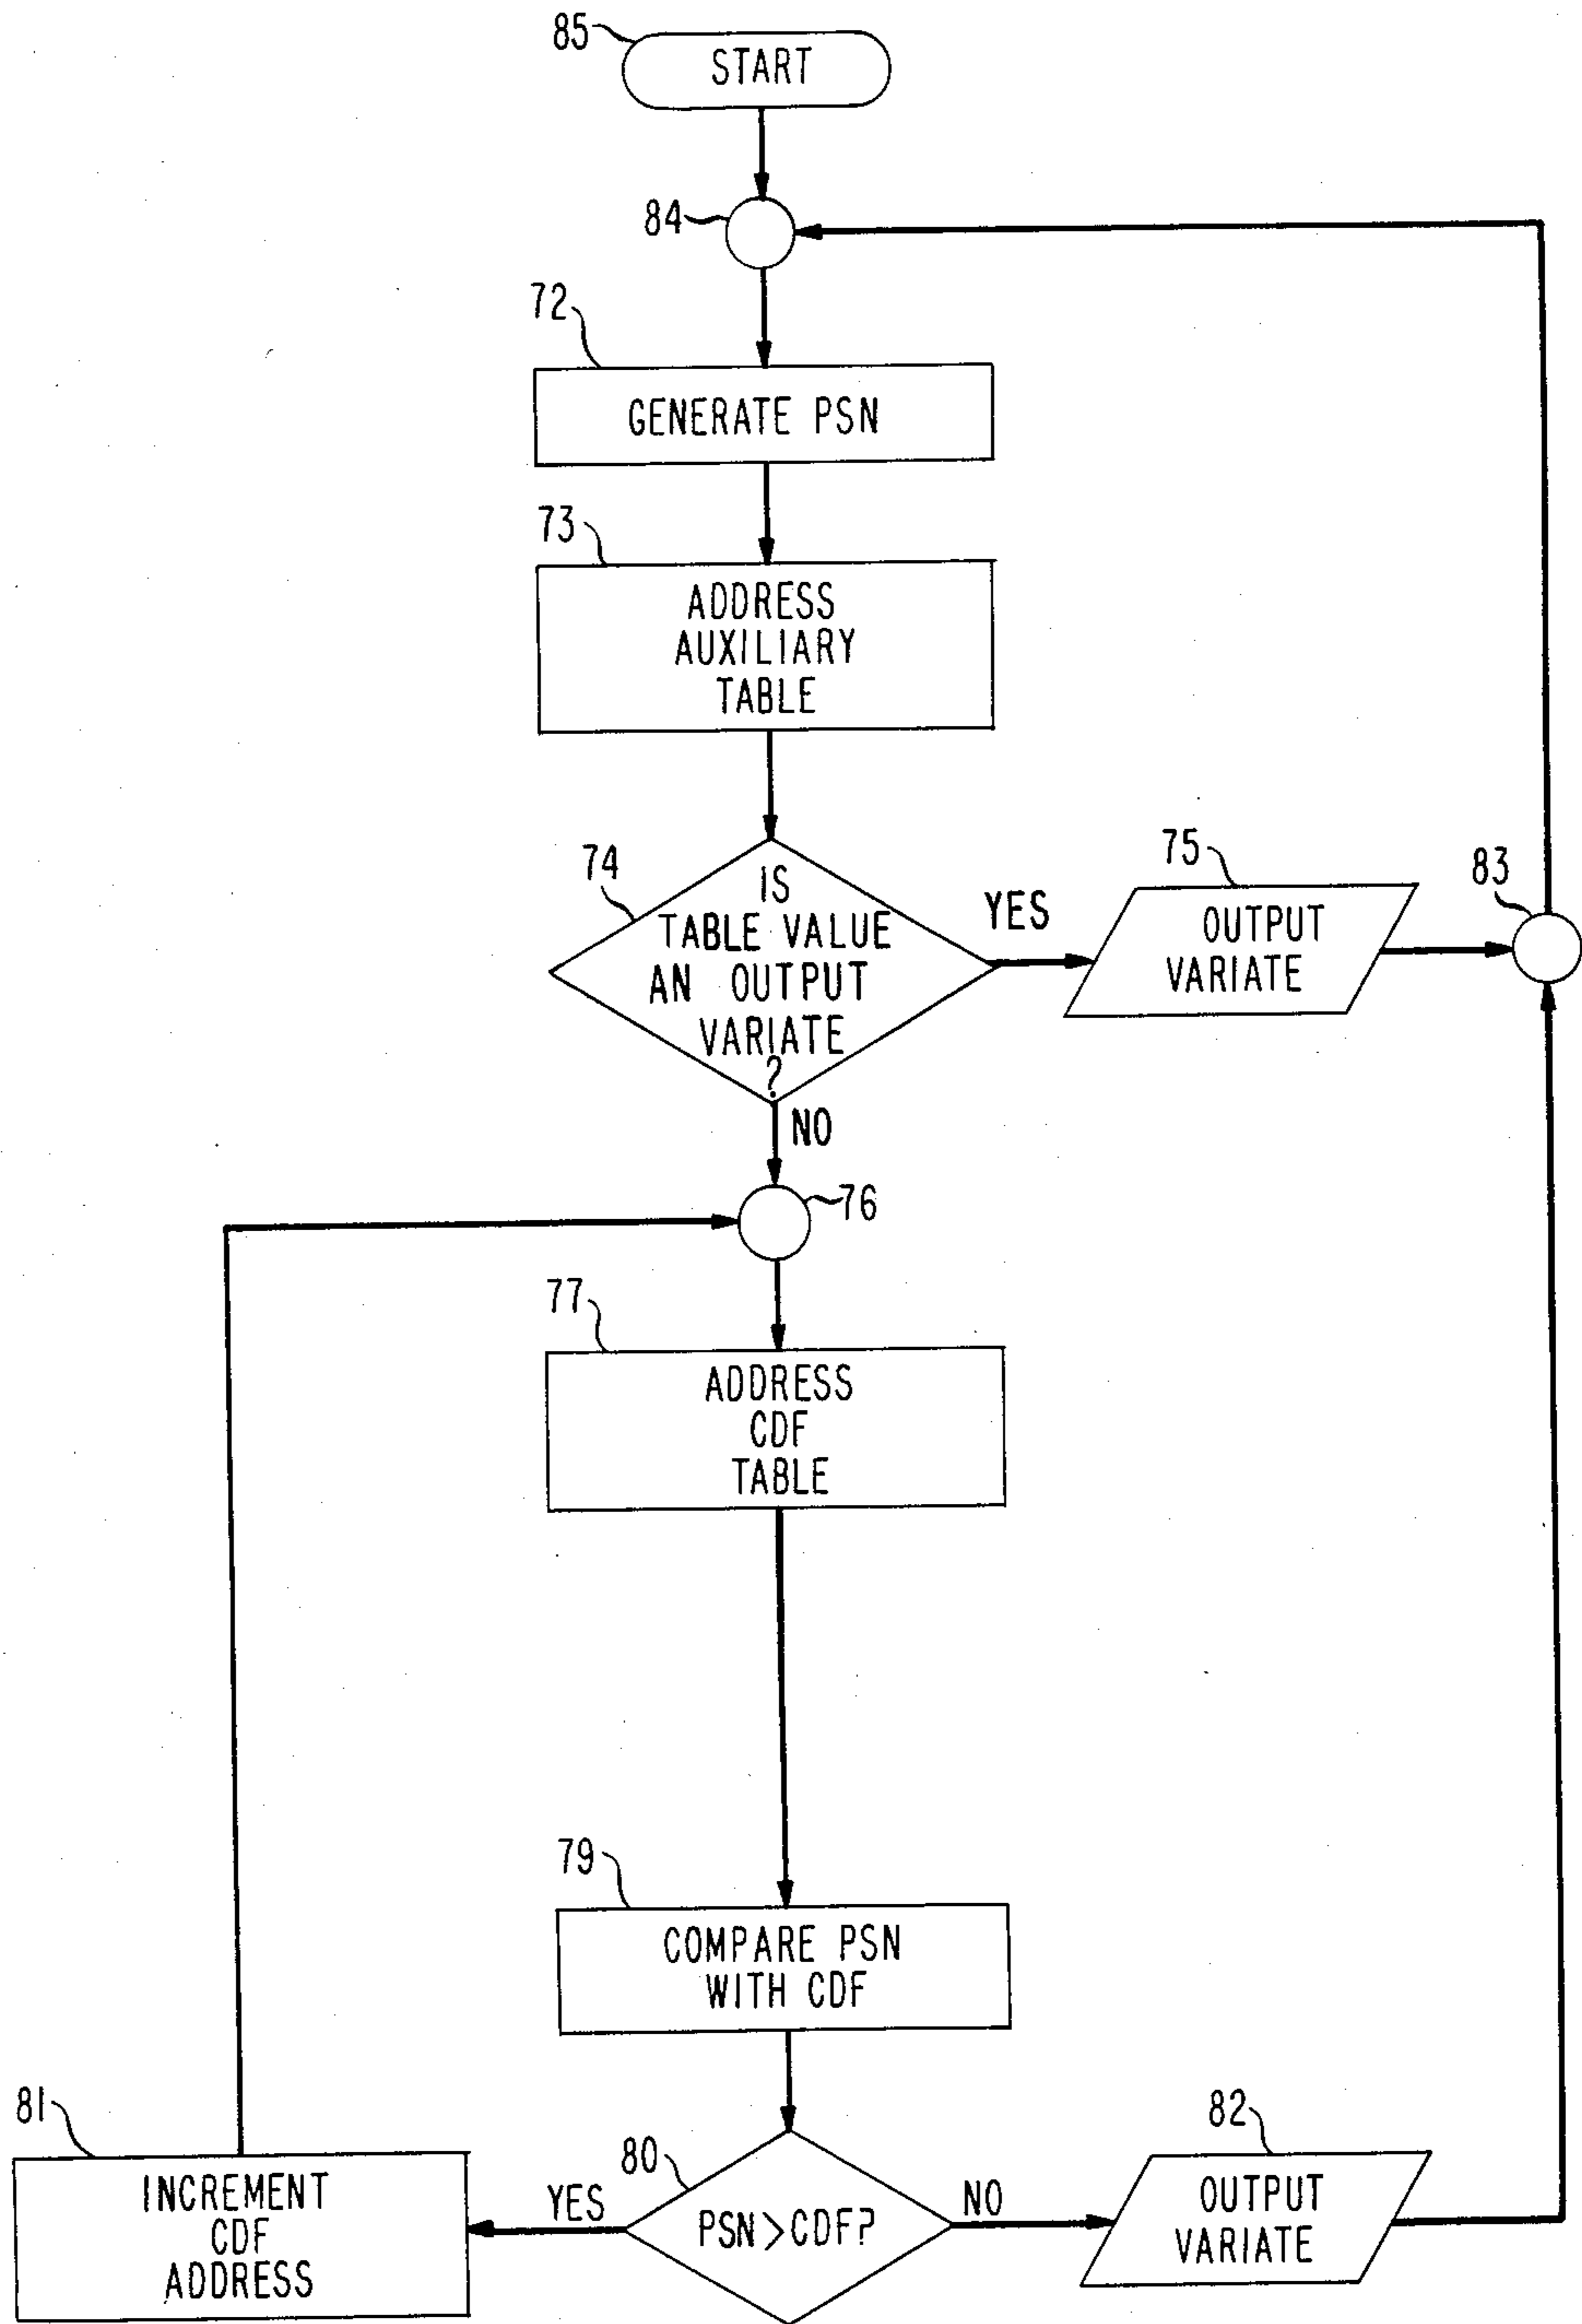 85
START
84
72
GENERATE PSN
73
ADDRESS
AUXILIARY
TABLE
74
IS
TABLE VALUE
AN OUTPUT
VARIATE
?
YES
75
OUTPUT
VARIATE
83
NO
76
77
ADDRESS
CDF
TABLE
79
COMPARE PSN
WITH CDF
80
PSN>CDF?
YES
81
INCREMENT
CDF
ADDRESS
NO
82
OUTPUT
VARIATE